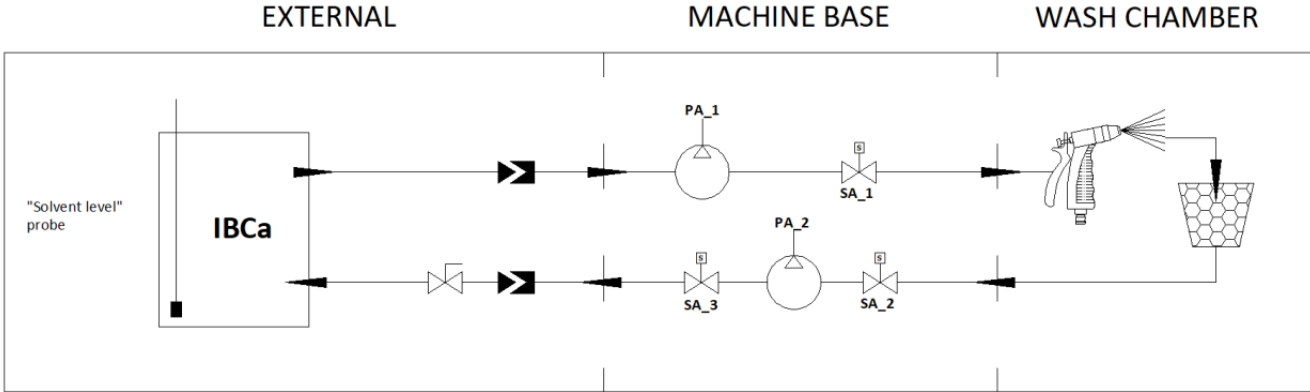 EXTERNAL
MACHINE BASE
WASH CHAMBER
PA_1
S
SA_1
"Solvent level"
probe
IBCa
PA_2
S
S
SA_3
SA_2